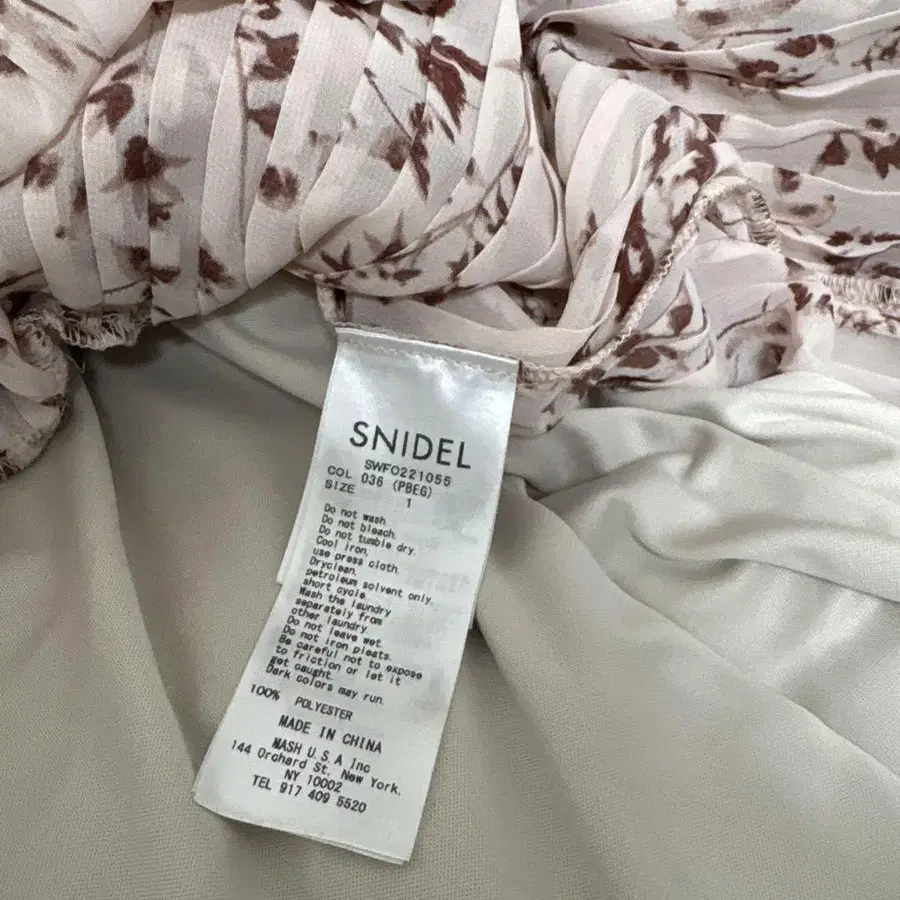 SNIDEL
SWFO221055
COL 036 (PBEG)
SIZE 1
Do not wash.
Do not bleach.
Do not tumble dry.
Cool iron,
use press cloth.
Dryclean,
petroleum solvent only,
short cycle.
Wash the laundry
separately from
other laundry.
Do not leave wet.
Do not iron pleats.
Be careful not to expose
to friction or let it
get caught.
Dark colors may run.
100% POLYESTER
MADE IN CHINA
MASH U.S.A Inc
144 Orchard St. New York.
NY 10002
TEL 917 409 5520